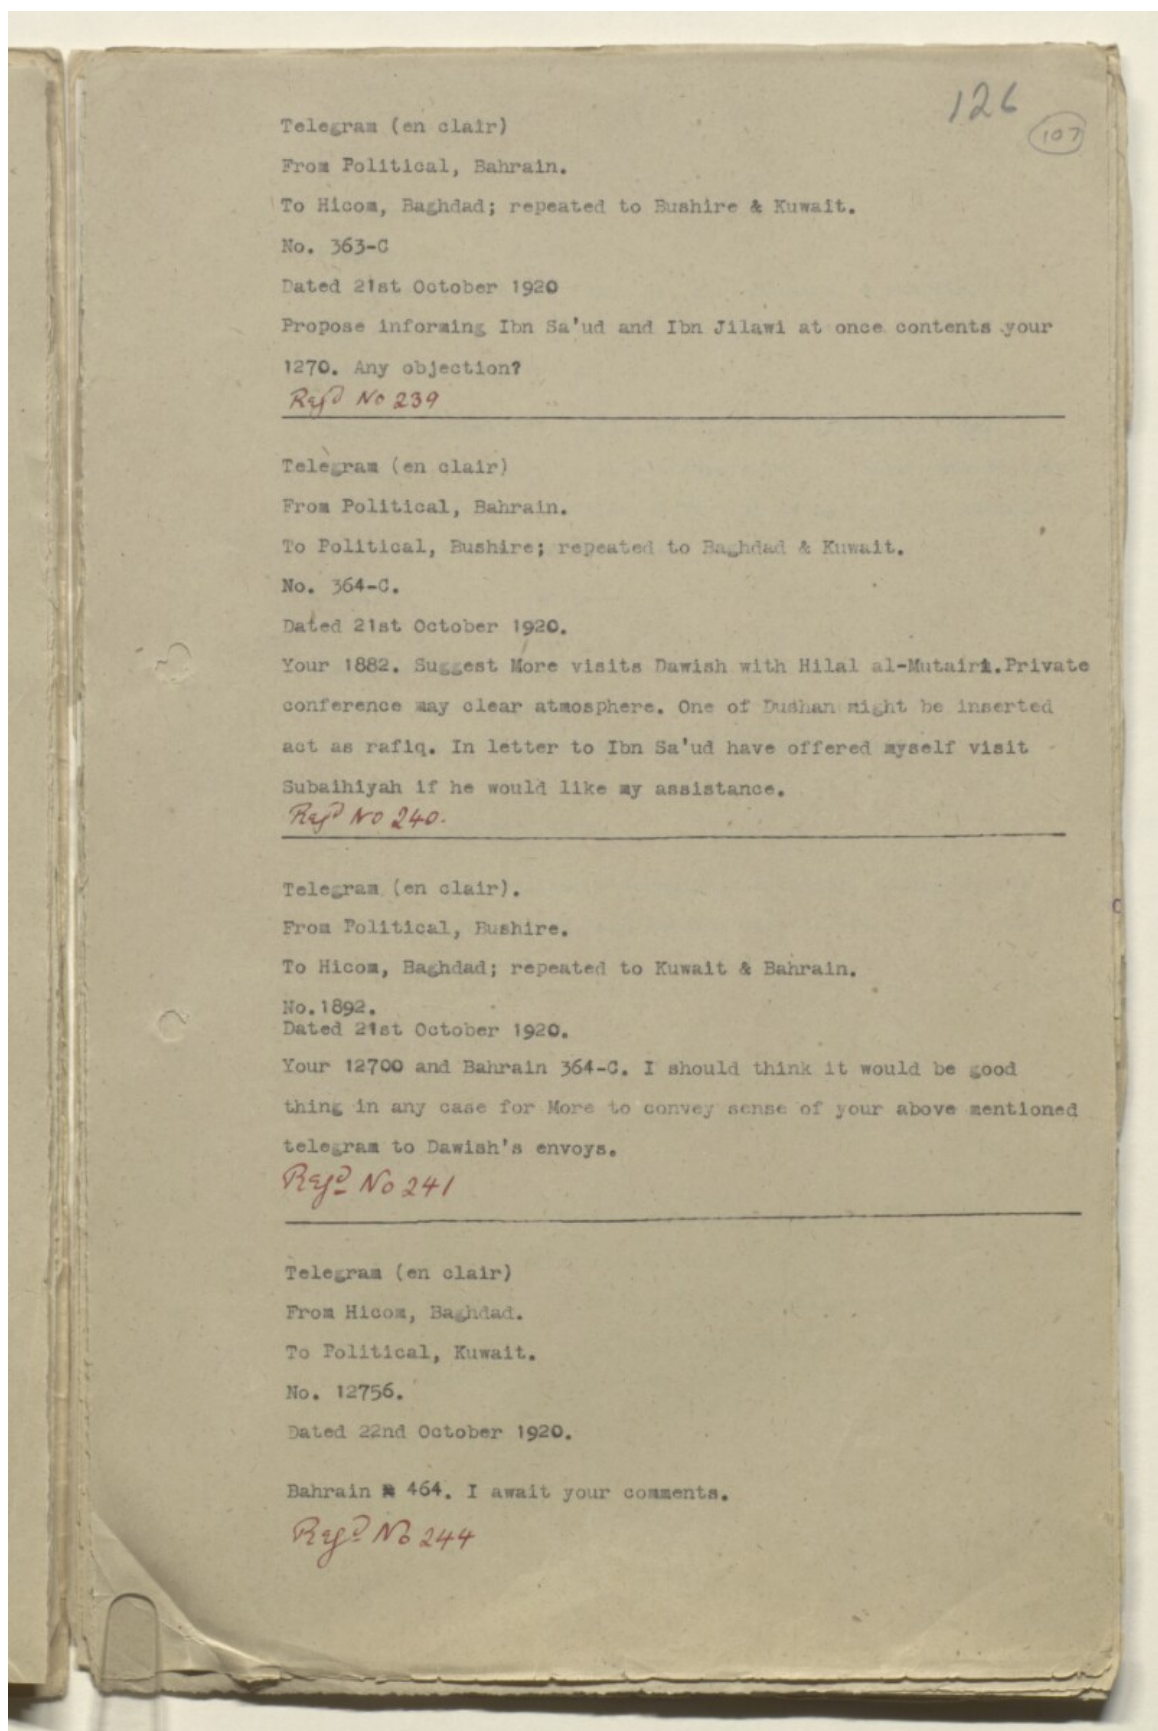 126
107
Telegram (en clair)
From Political, Bahrain.
To Hicom, Baghdad; repeated to Bushire & Kuwait.
No. 363-C
Dated 21st October 1920
Propose informing Ibn Sa'ud and Ibn Jilawi at once contents your
1270. Any objection?
Regd No 239
Telegram (en clair)
From Political, Bahrain.
To Political, Bushire; repeated to Baghdad & Kuwait.
No. 364-C.
Dated 21st October 1920.
Your 1882. Suggest More visits Dawish with Hilal al-Mutairi.Private
conference may clear atmosphere. One of Dushan might be inserted
act as rafiq. In letter to Ibn Sa'ud have offered myself visit
Subaihiyah if he would like my assistance.
Regd No 240.
Telegram (en clair).
From Political, Bushire.
To Hicom, Baghdad; repeated to Kuwait & Bahrain.
No.1892.
Dated 21st October 1920.
Your 12700 and Bahrain 364-C. I should think it would be good
thing in any case for More to convey sense of your above mentioned
telegram to Dawish's envoys.
Regd No 241
Telegram (en clair)
From Hicom, Baghdad.
To Political, Kuwait.
No. 12756.
Dated 22nd October 1920.
Bahrain 464. I await your comments.
Regd No 244